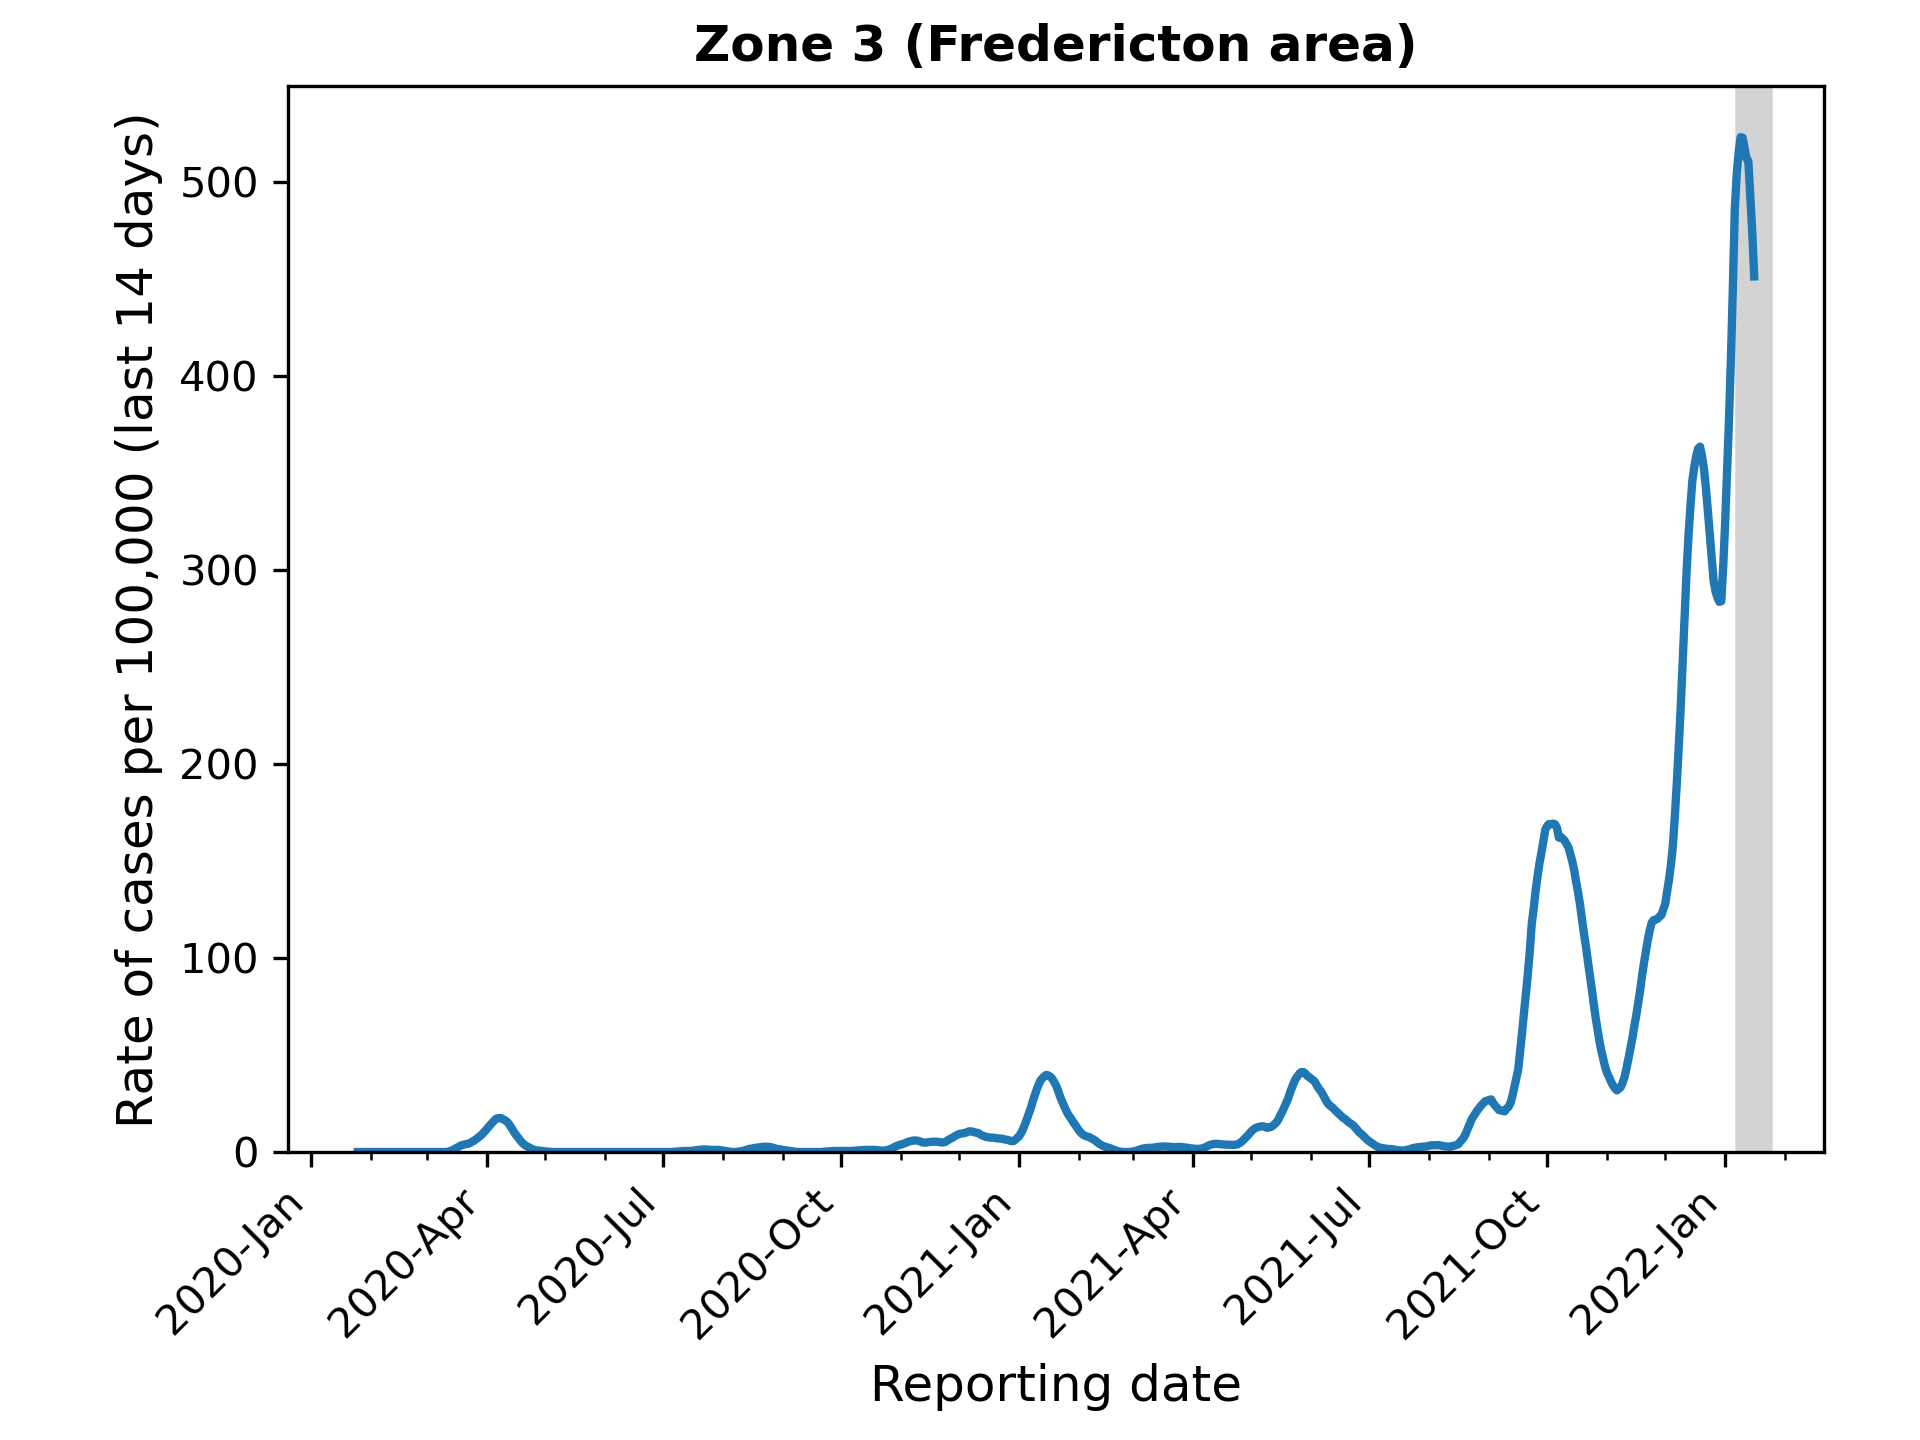 Zone 3 (Fredericton area)
Rate of cases per 100,000 (last 14 days)
500
400
300
200
100
0
2020-Jan
2020-Apr
2020-Jul
2020-Oct
2021-Jan
2021-Apr
2021-Jul
2021-Oct
2022-Jan
Reporting date